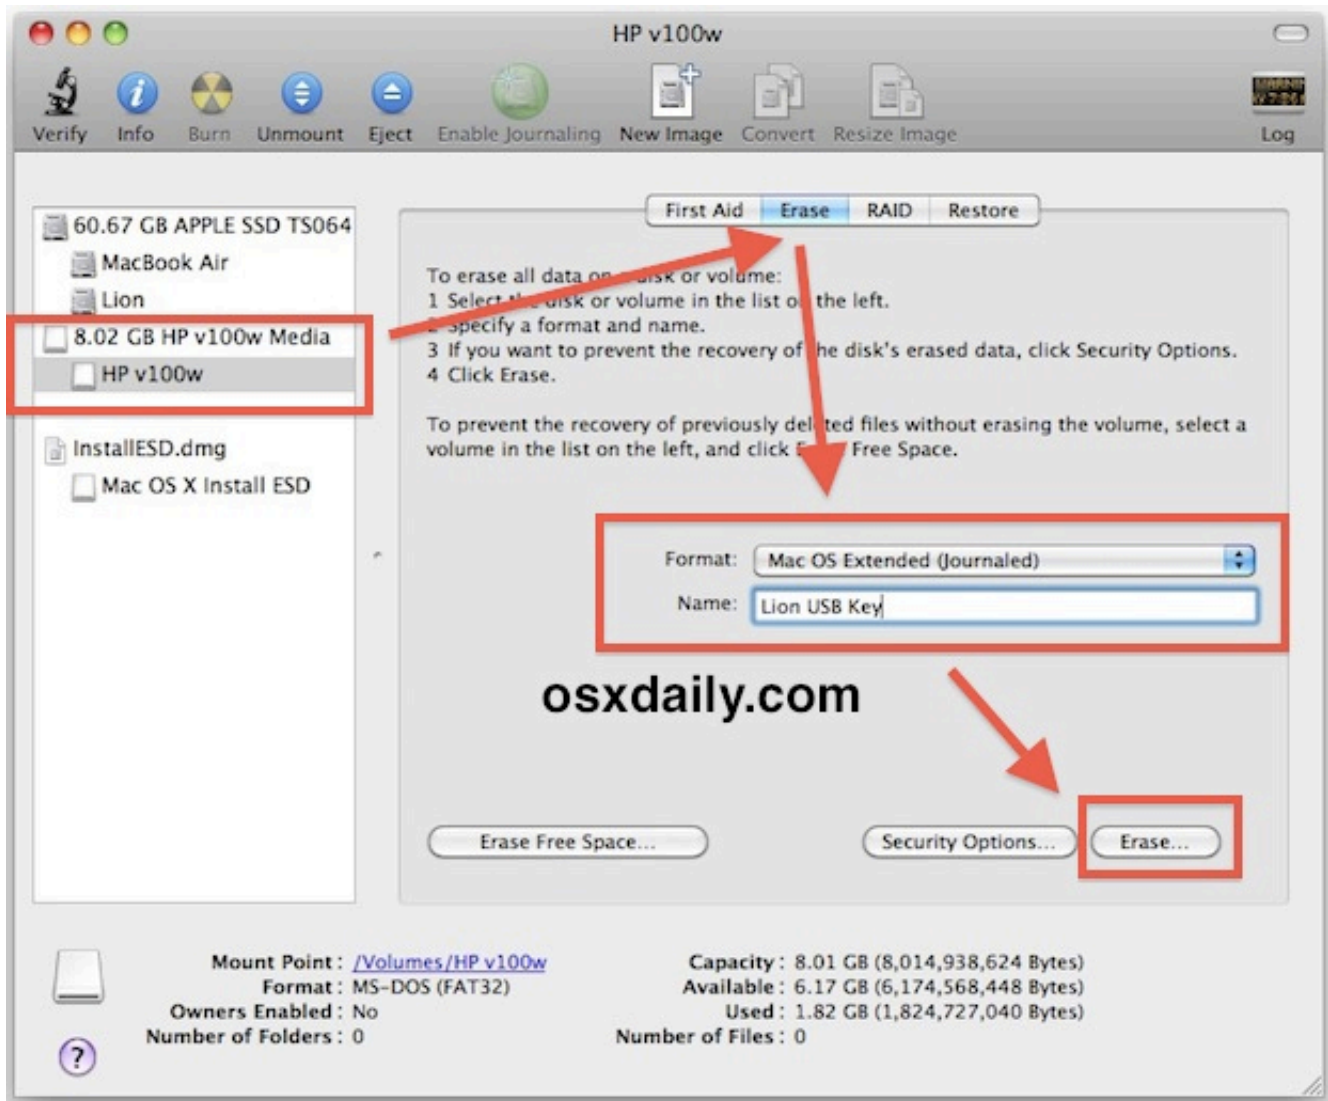 HP v100w
Verify Info Burn Unmount Eject Enable Journaling New Image Convert Resize Image Log
60.67 GB APPLE SSD TS064
MacBook Air
Lion
8.02 GB HP v100w Media
HP v100w
InstallESD.dmg
Mac OS X Install ESD
First Aid Erase RAID Restore
To erase all data on a disk or volume:
1 Select the disk or volume in the list on the left.
2 Specify a format and name.
3 If you want to prevent the recovery of the disk's erased data, click Security Options.
4 Click Erase.
To prevent the recovery of previously deleted files without erasing the volume, select a
volume in the list on the left, and click Free Space.
Format: Mac OS Extended (Journaled)
Name: Lion USB Key
osxdaily.com
Erase Free Space... Security Options... Erase...
Mount Point : /Volumes/HP v100w
Format : MS-DOS (FAT32)
Owners Enabled : No
Number of Folders : 0
Capacity : 8.01 GB (8,014,938,624 Bytes)
Available : 6.17 GB (6,174,568,448 Bytes)
Used : 1.82 GB (1,824,727,040 Bytes)
Number of Files : 0
?